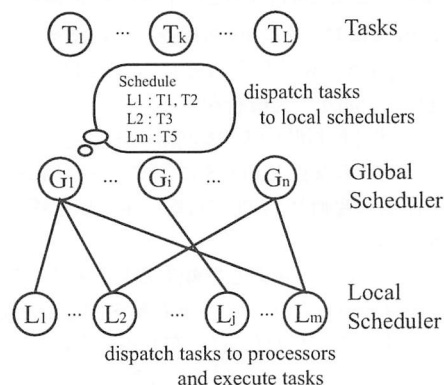 T1 ... Tk ... TL Tasks
Schedule
L1 : T1, T2
L2 : T3
Lm : T5
dispatch tasks
to local schedulers
G1 ... Gi ... Gn Global
Scheduler
L1 ... L2 ... Lj ... Lm Local
Scheduler
dispatch tasks to processors
and execute tasks